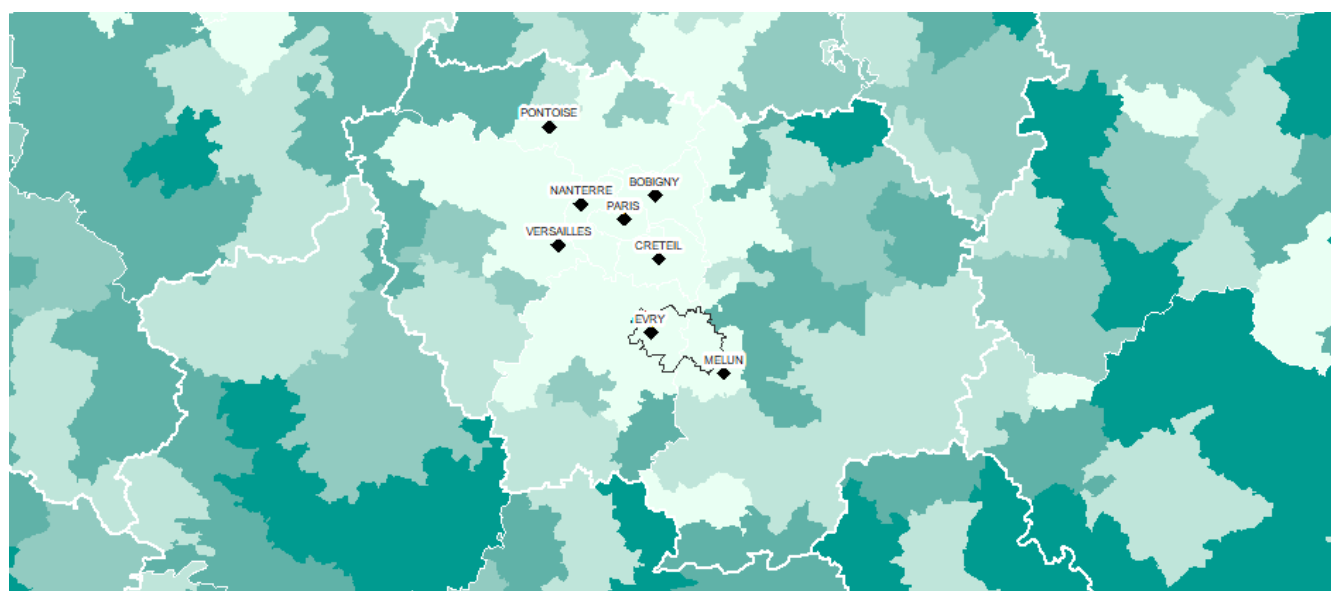 PONTOISE
BOBIGNY
NANTERRE
PARIS
VERSAILLES
CRETEIL
EVRY
MELUN